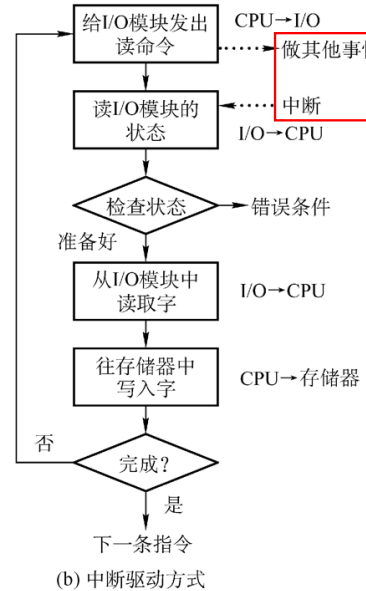 给I/O模块发出
读命令
CPU→I/O
做其他事
读I/O模块的
状态
中断
I/O→CPU
检查状态
错误条件
准备好
从I/O模块中
读取字
I/O→CPU
往存储器中
写入字
CPU→存储器
否
完成?
是
下一条指令
(b) 中断驱动方式